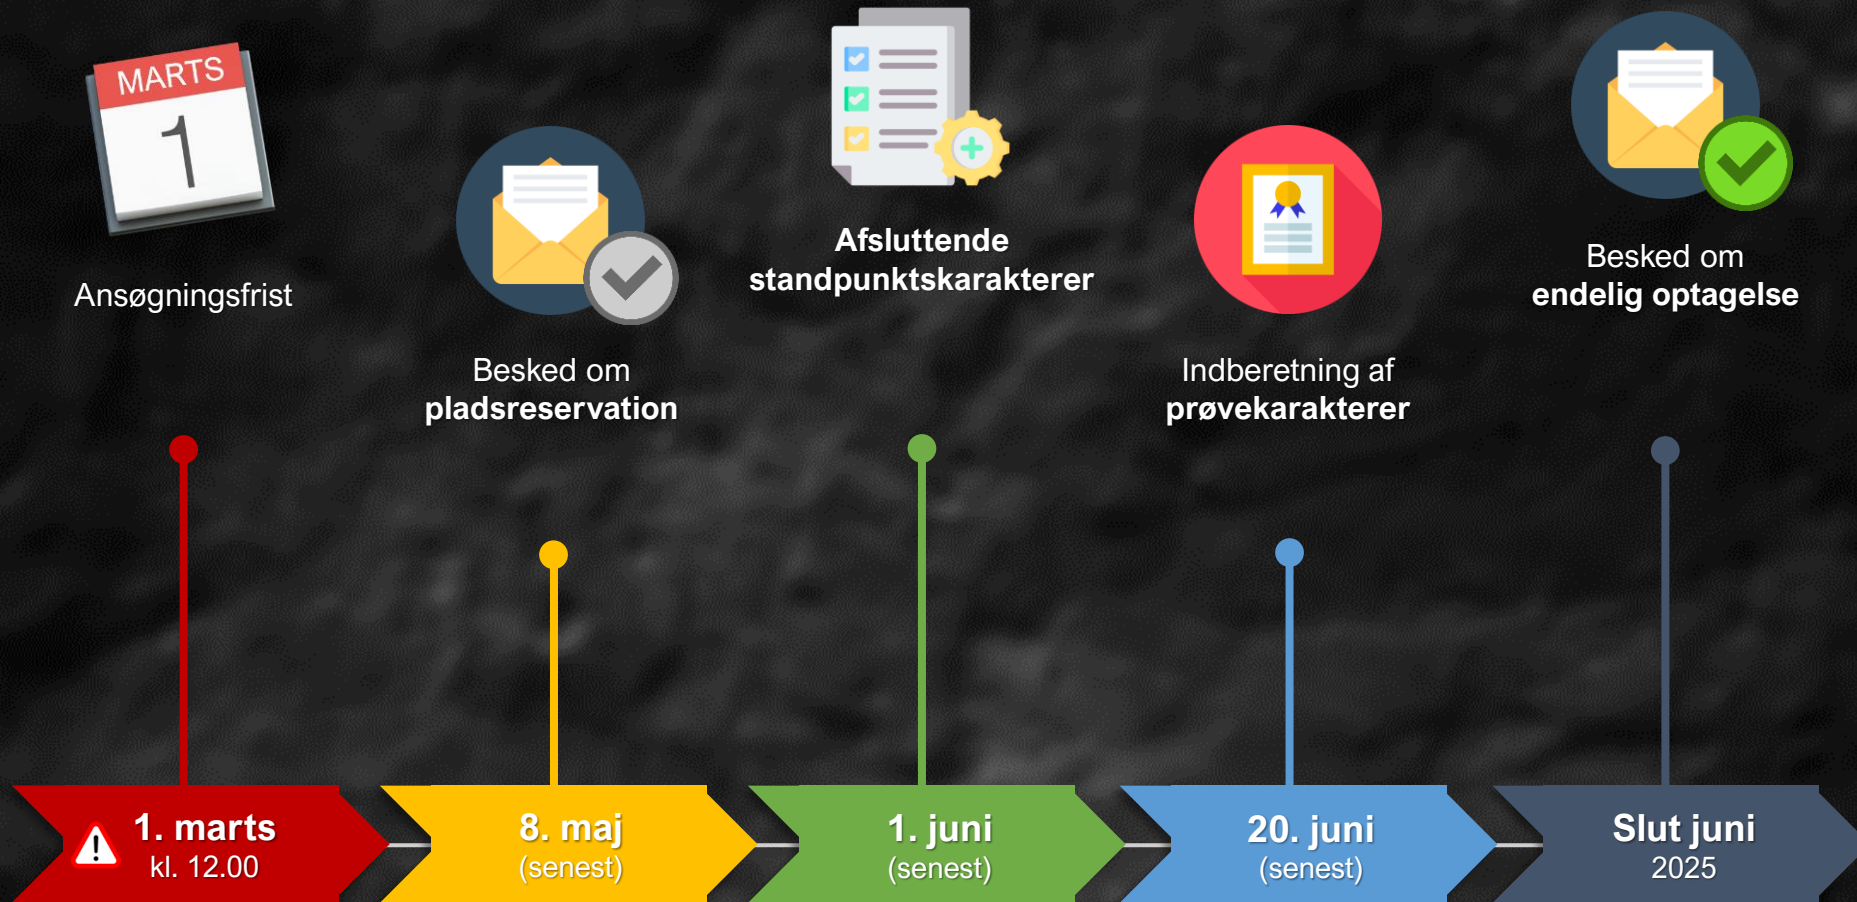 MARTS
1
Ansøgningsfrist
Besked om
pladsreservation
Afsluttende
standpunktskarakterer
Indberetning af
prøvekarakterer
Besked om
endelig optagelse
1. marts
kl. 12.00
8. maj
(senest)
1. juni
(senest)
20. juni
(senest)
Slut juni
2025